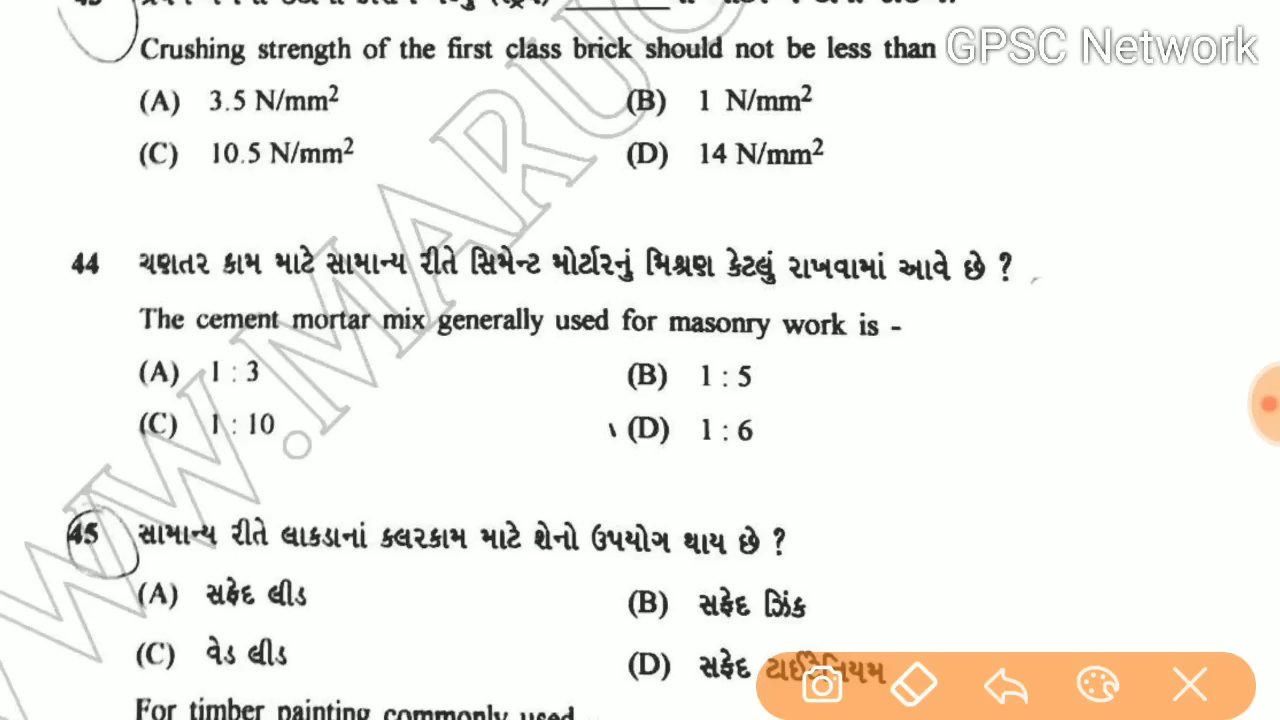 Crushing strength of the first class brick should not be less than
GPSC Network
(A) 3.5 N/mm²
(B) 1 N/mm²
(C) 10.5 N/mm²
(D) 14 N/mm²
44 ચણતર કામ માટે સામાન્ય રીતે સિમેન્ટ મોર્ટારનું મિશ્રણ કેટલું રાખવામાં આવે છે ?
The cement mortar mix generally used for masonry work is -
(A) 1 : 3
(B) 1 : 5
(C) 1 : 10
(D) 1 : 6
45 સામાન્ય રીતે લાકડાનાં કલરકામ માટે શેનો ઉપયોગ થાય છે ?
(A) સફેદ લીડ
(B) સફેદ ઝિંક
(C) વેડ લીડ
(D) સફેદ ટાઈટેનિયમ
For timber painting commonly used